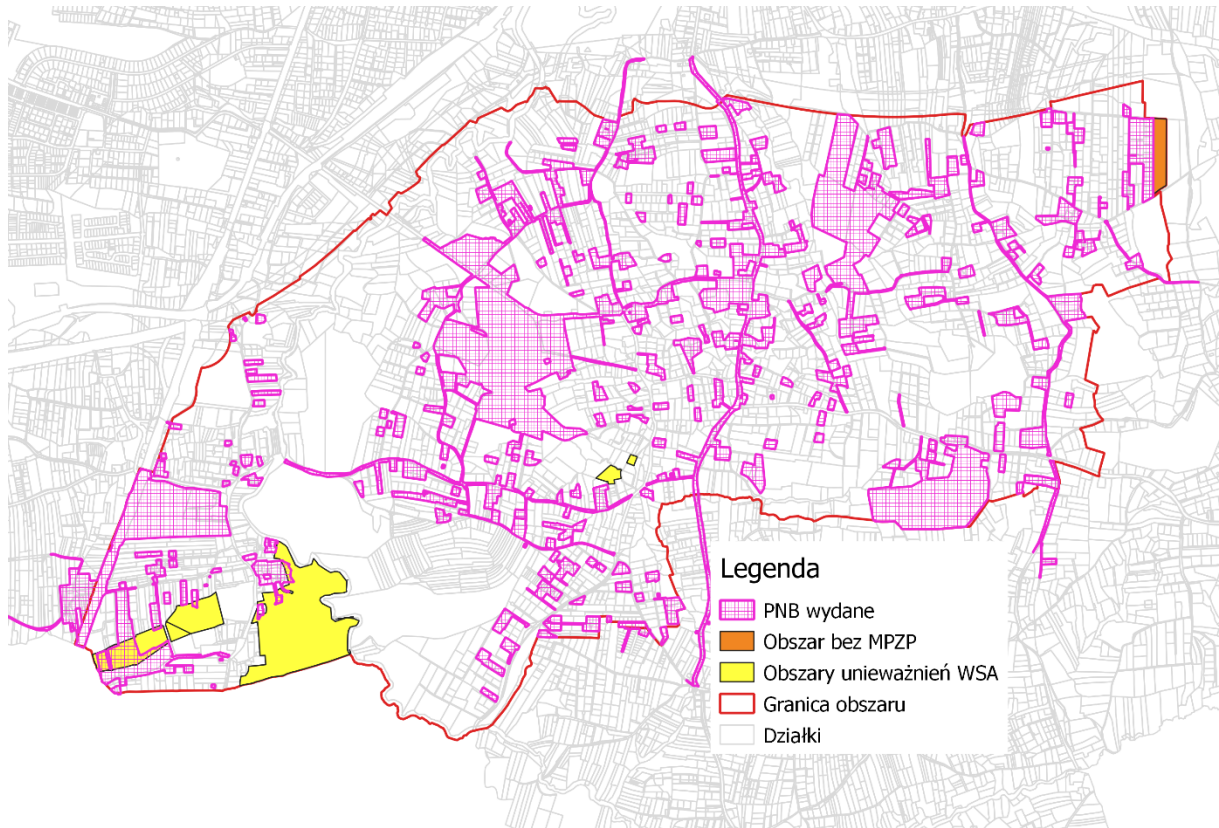 Legenda
PNB wydane
Obszar bez MPZP
Obszary unieważnień WSA
Granica obszaru
Działki